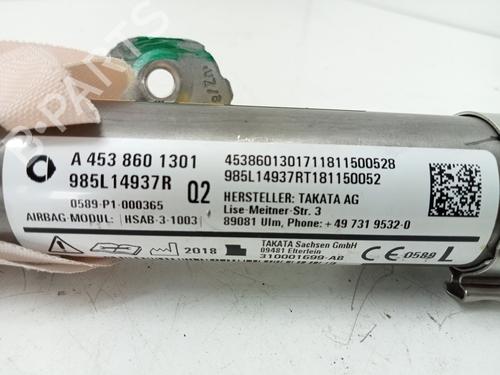 B-PARTS
A 453 860 1301
985L14937R Q2
0589-P1-000365
AIRBAG-MODUL: HSAB-3-1003
4538601301711811500528
985L14937RT181150052
HERSTELLER: TAKATA AG
Lise-Meitner-Str. 3
89081 Ulm, Phone: +49 731 9532-0
2018
TAKATA Sachsen GmbH
09481 Elterlein
310001699-AB
CE 0589 L